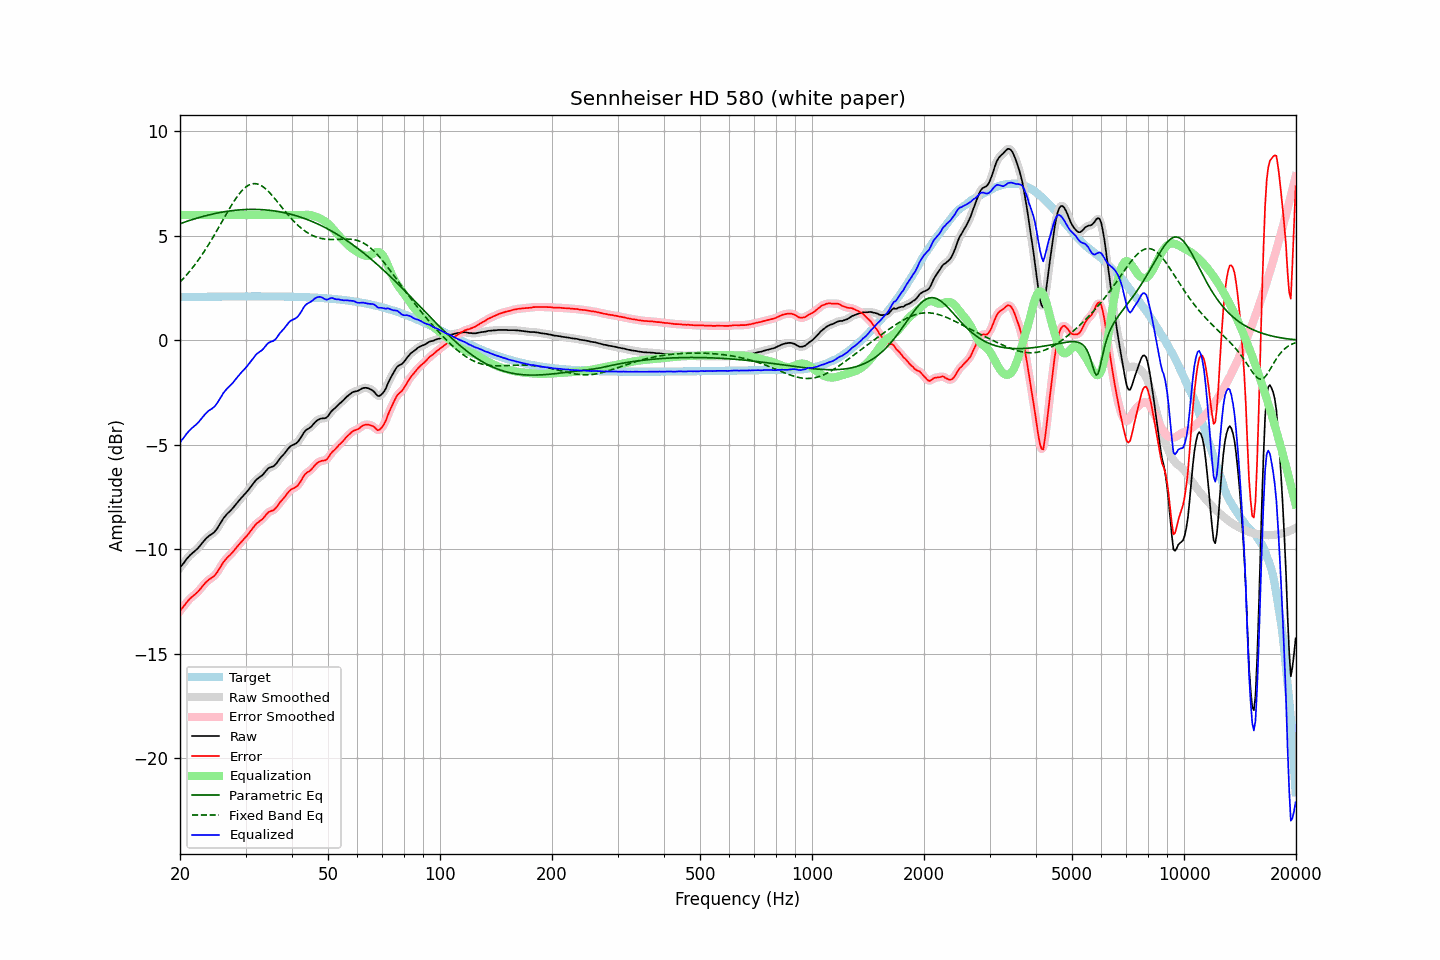 Sennheiser HD 580 (white paper)
10
5
0
−5
−10
−15
−20
Amplitude (dBr)
Target
Raw Smoothed
Error Smoothed
Raw
Error
Equalization
Parametric Eq
Fixed Band Eq
Equalized
20 50 100 200 500 1000 2000 5000 10000 20000
Frequency (Hz)